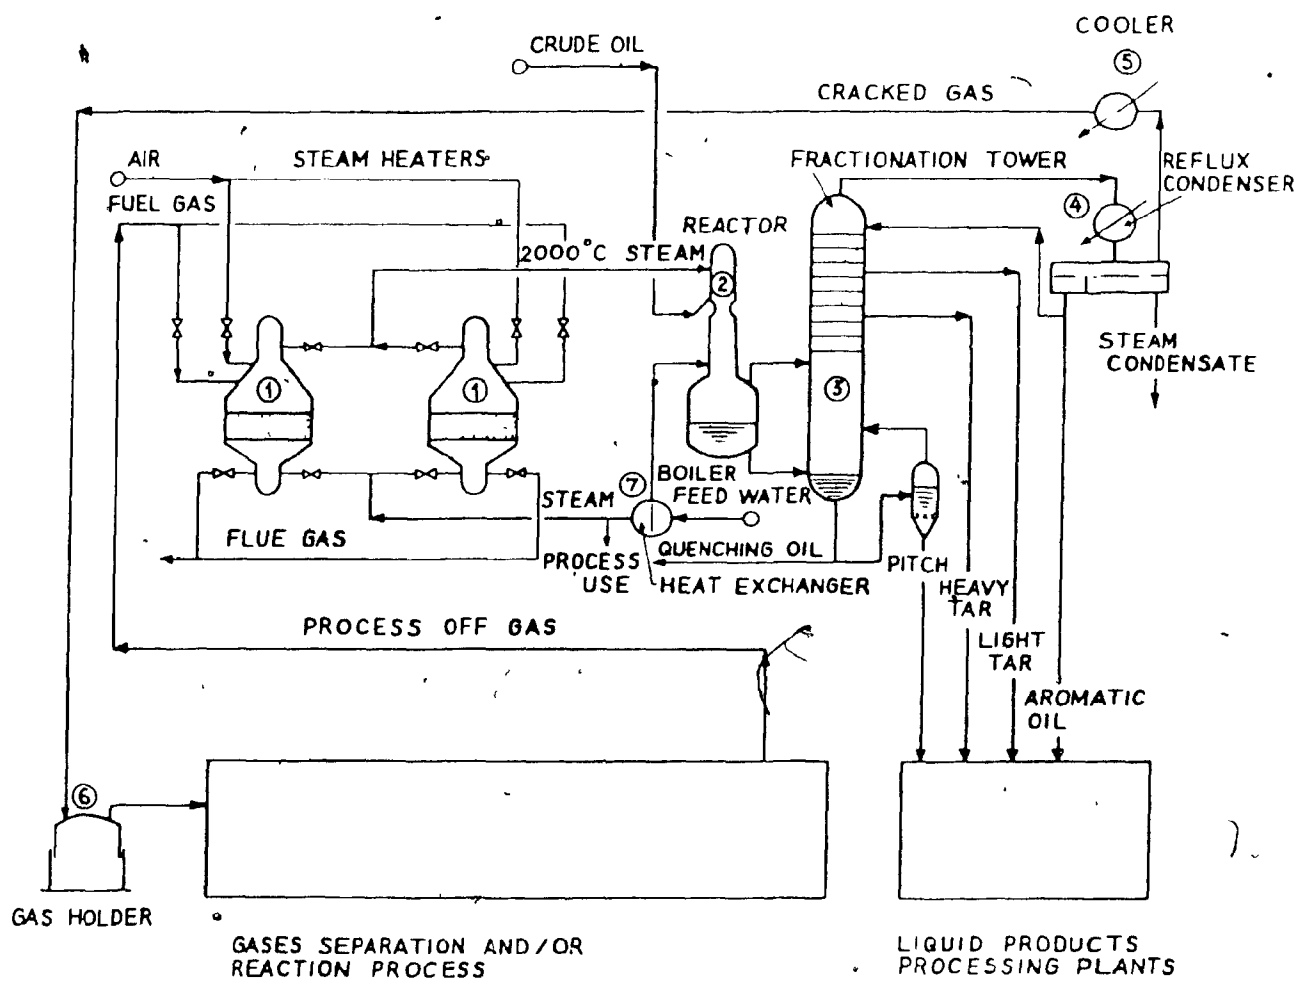 COOLER
⑤
CRUDE OIL
CRACKED GAS
AIR
STEAM HEATERS
FRACTIONATION TOWER
REFLUX
CONDENSER
FUEL GAS
④
REACTOR
2000°C STEAM
②
STEAM
CONDENSATE
①
①
③
BOILER
FEED WATER
⑦
STEAM
FLUE GAS
PROCESS
USE
QUENCHING OIL
HEAT EXCHANGER
PITCH
HEAVY
TAR
PROCESS OFF GAS
LIGHT
TAR
AROMATIC
OIL
⑥
GAS HOLDER
GASES SEPARATION AND/OR
REACTION PROCESS
LIQUID PRODUCTS
PROCESSING PLANTS